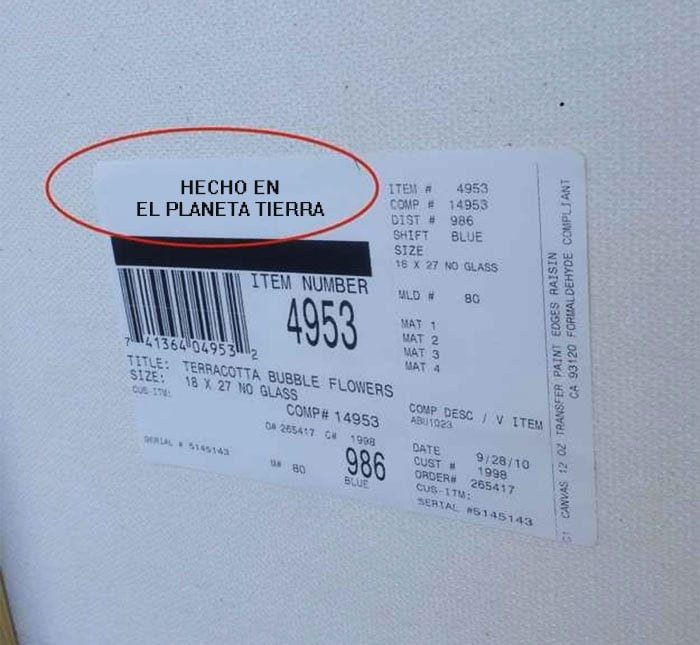 HECHO EN
EL PLANETA TIERRA
ITEM NUMBER
4953
7 41364 04953 2
TITLE: TERRACOTTA BUBBLE FLOWERS
SIZE: 18 X 27 NO GLASS
CUS-ITM:
COMP# 14953
O# 265417 C# 1998
SERIAL # 5145143
80
986
BLUE
ITEM # 4953
COMP # 14953
DIST # 986
SHIFT BLUE
SIZE
18 X 27 NO GLASS
MLD # 80
MAT 1
MAT 2
MAT 3
MAT 4
COMP DESC / V ITEM
ABU1023
DATE 9/28/10
CUST # 1998
ORDER# 265417
CUS-ITM:
SERIAL #5145143
CANVAS 12 OZ TRANSFER PAINT EDGES RAISIN
CA 93120 FORMALDEHYDE COMPLIANT